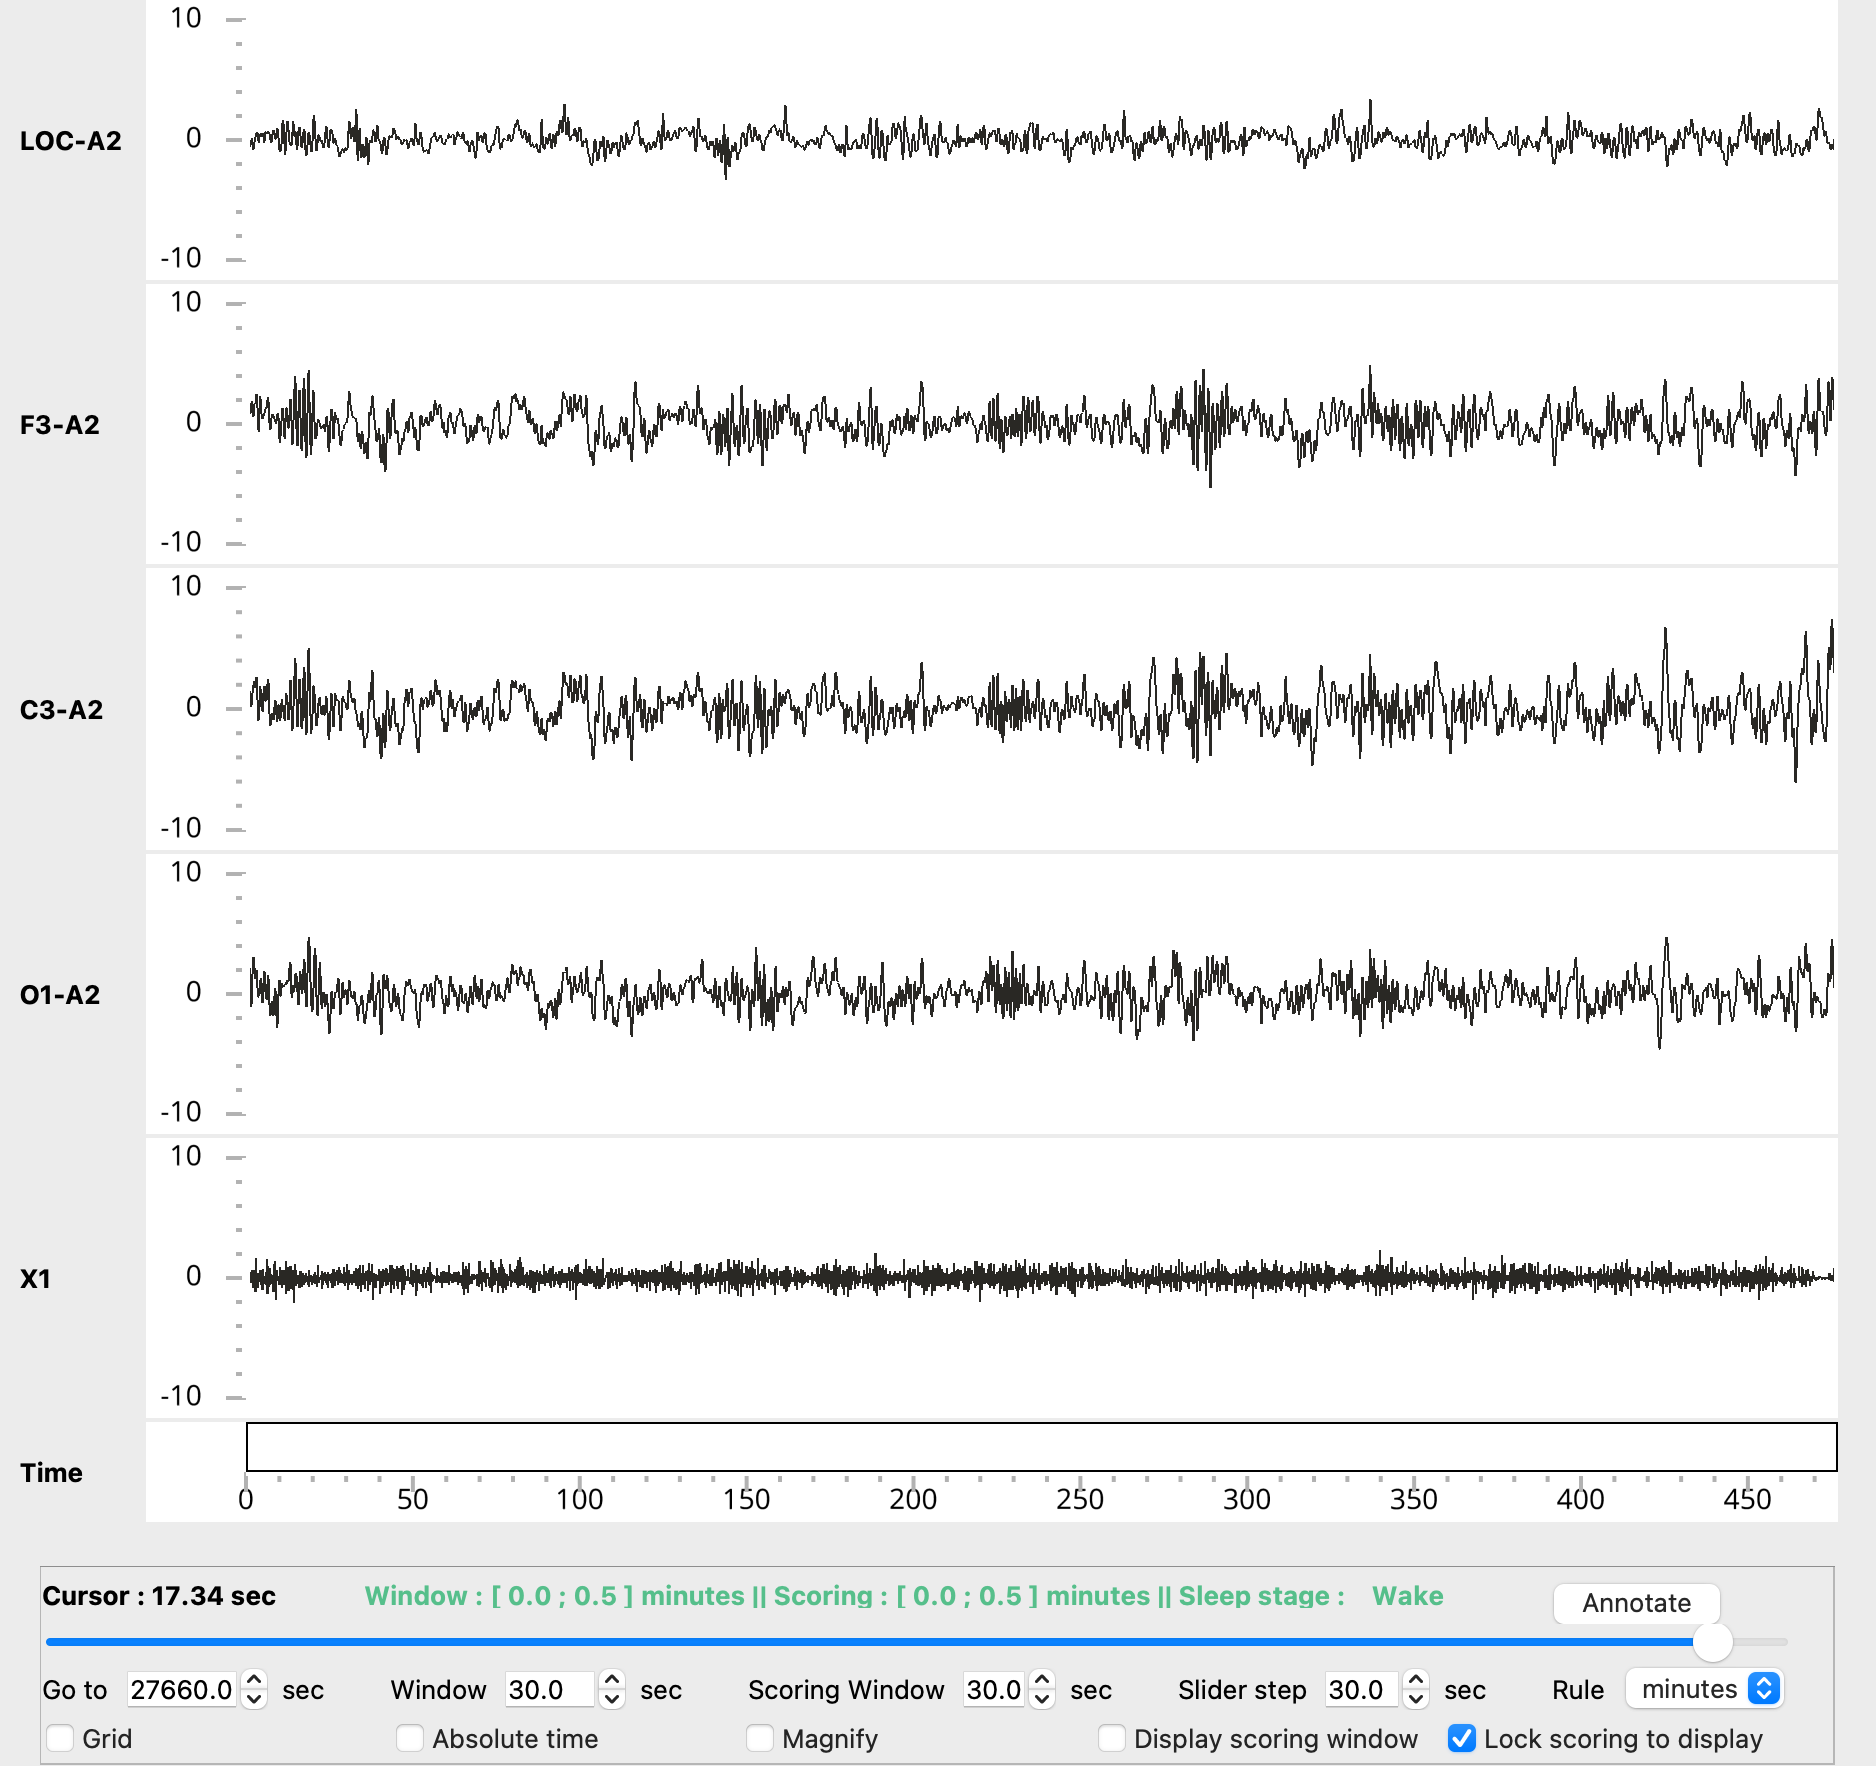 10
LOC-A2 0
-10
10
F3-A2 0
-10
10
C3-A2 0
-10
10
O1-A2 0
-10
10
X1 0
-10
Time
0 50 100 150 200 250 300 350 400 450
Cursor : 17.34 sec Window : [ 0.0 ; 0.5 ] minutes || Scoring : [ 0.0 ; 0.5 ] minutes || Sleep stage : Wake Annotate
Go to 27660.0 sec Window 30.0 sec Scoring Window 30.0 sec Slider step 30.0 sec Rule minutes
Grid Absolute time Magnify Display scoring window Lock scoring to display